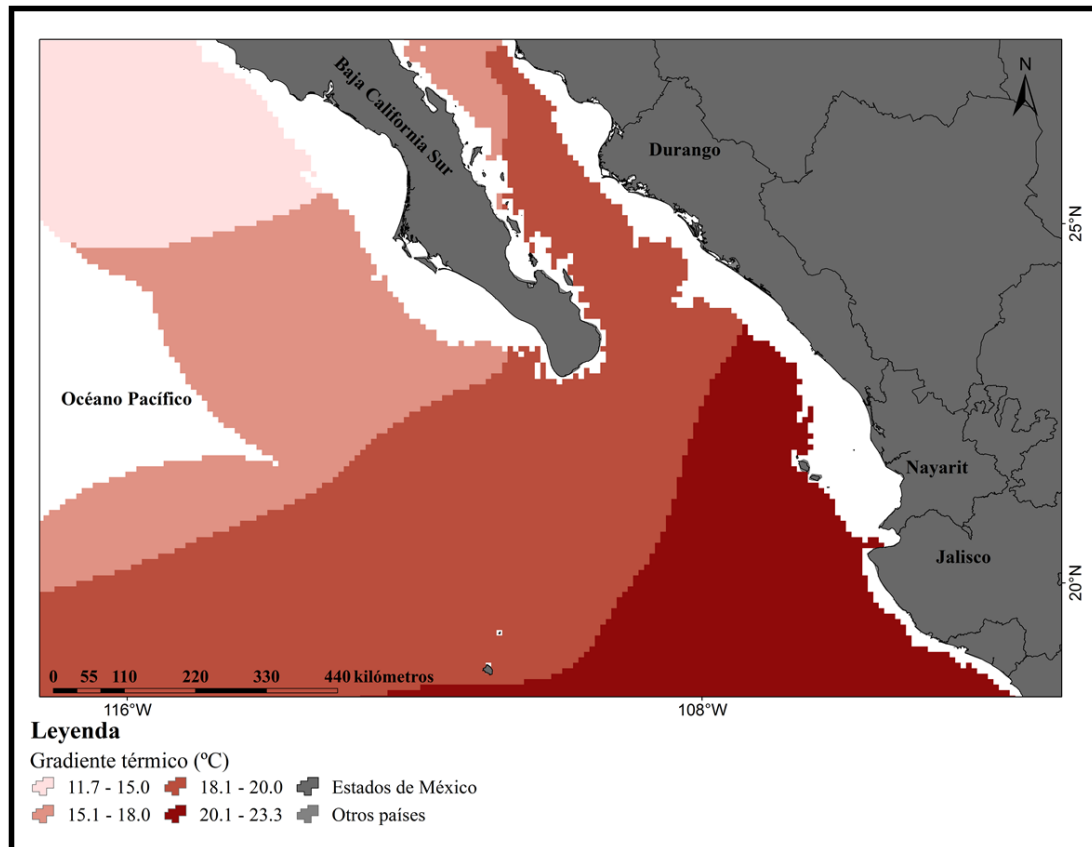 N
Baja California Sur
Durango
25°N
Océano Pacífico
Nayarit
Jalisco
20°N
0 55 110 220 330 440 kilómetros
116°W 108°W
Leyenda
Gradiente térmico (ºC)
11.7 - 15.0 18.1 - 20.0 Estados de México
15.1 - 18.0 20.1 - 23.3 Otros países